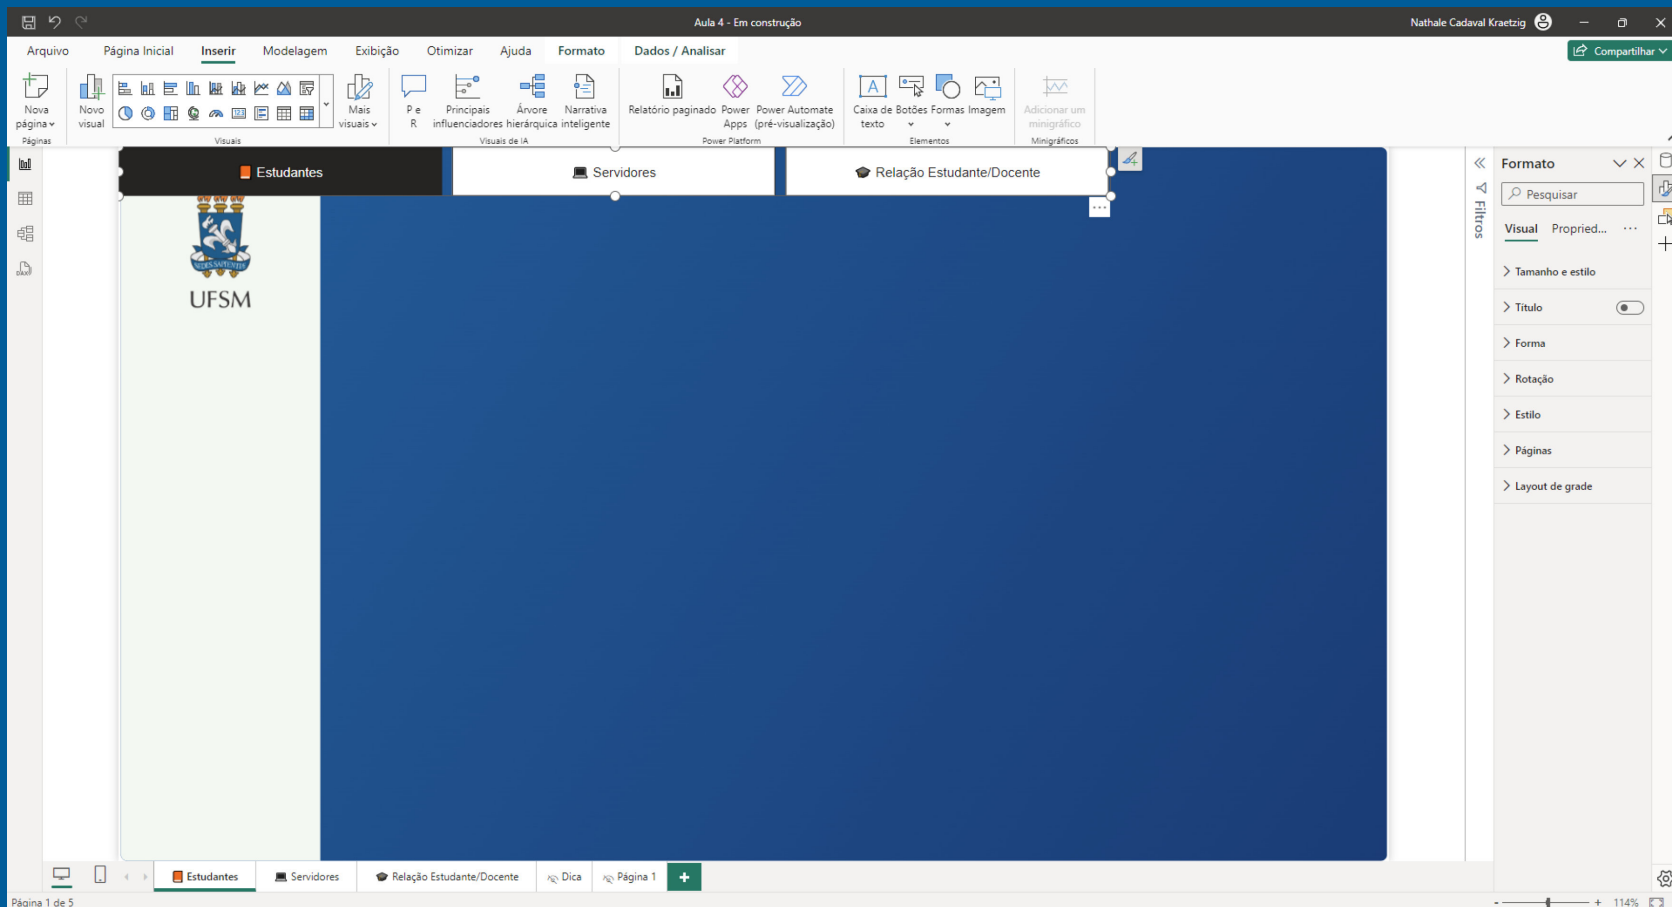 Aula 4 - Em construção
Nathale Cadaval Kraetzig
Arquivo Página Inicial Inserir Modelagem Exibição Otimizar Ajuda Formato Dados / Analisar
Compartilhar
Nova página
Novo visual
Mais visuais
P e R
Principais influenciadores
Árvore hierárquica
Narrativa inteligente
Relatório paginado
Power Apps
Power Automate (pré-visualização)
Caixa de texto
Botões
Formas
Imagem
Adicionar um minigráfico
Páginas
Visuais
Visuais de IA
Power Platform
Elementos
Minigráficos
Estudantes
Servidores
Relação Estudante/Docente
SEDES SAPIENTIÆ
UFSM
Filtros
Formato
Pesquisar
Visual Propried... ...
Tamanho e estilo
Título
Forma
Rotação
Estilo
Páginas
Layout de grade
Estudantes Servidores Relação Estudante/Docente Dica Página 1 +
Página 1 de 5
- + 114%